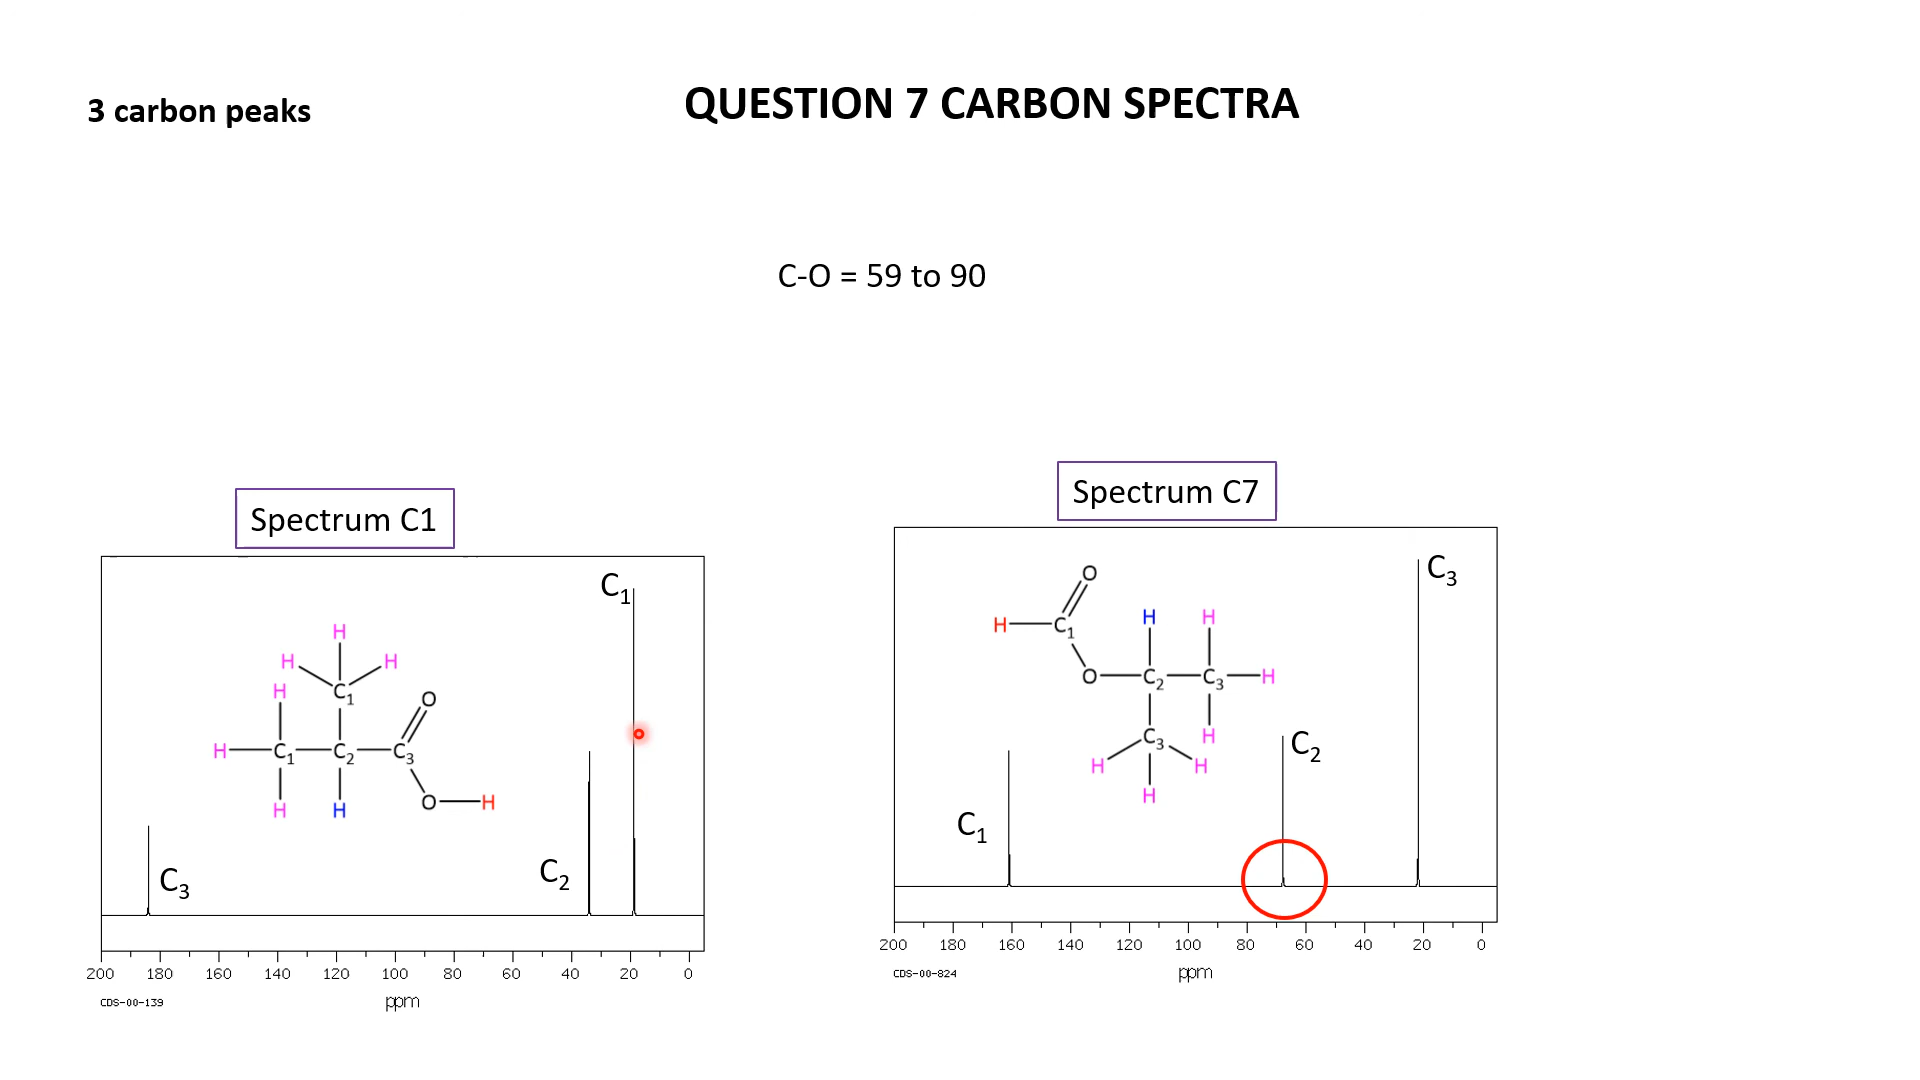 3 carbon peaks
QUESTION 7 CARBON SPECTRA
C-O = 59 to 90
Spectrum C1
C₁
H
H H
H C₁ O
H C₁ C₂ C₃
H H O H
C₃
C₂
200 180 160 140 120 100 80 60 40 20 0
CDS-00-139 ppm
Spectrum C7
C₃
O
H C₁ H H
O C₂ C₃ H
C₃ H
H H
H
C₂
C₁
200 180 160 140 120 100 80 60 40 20 0
CDS-00-824 ppm